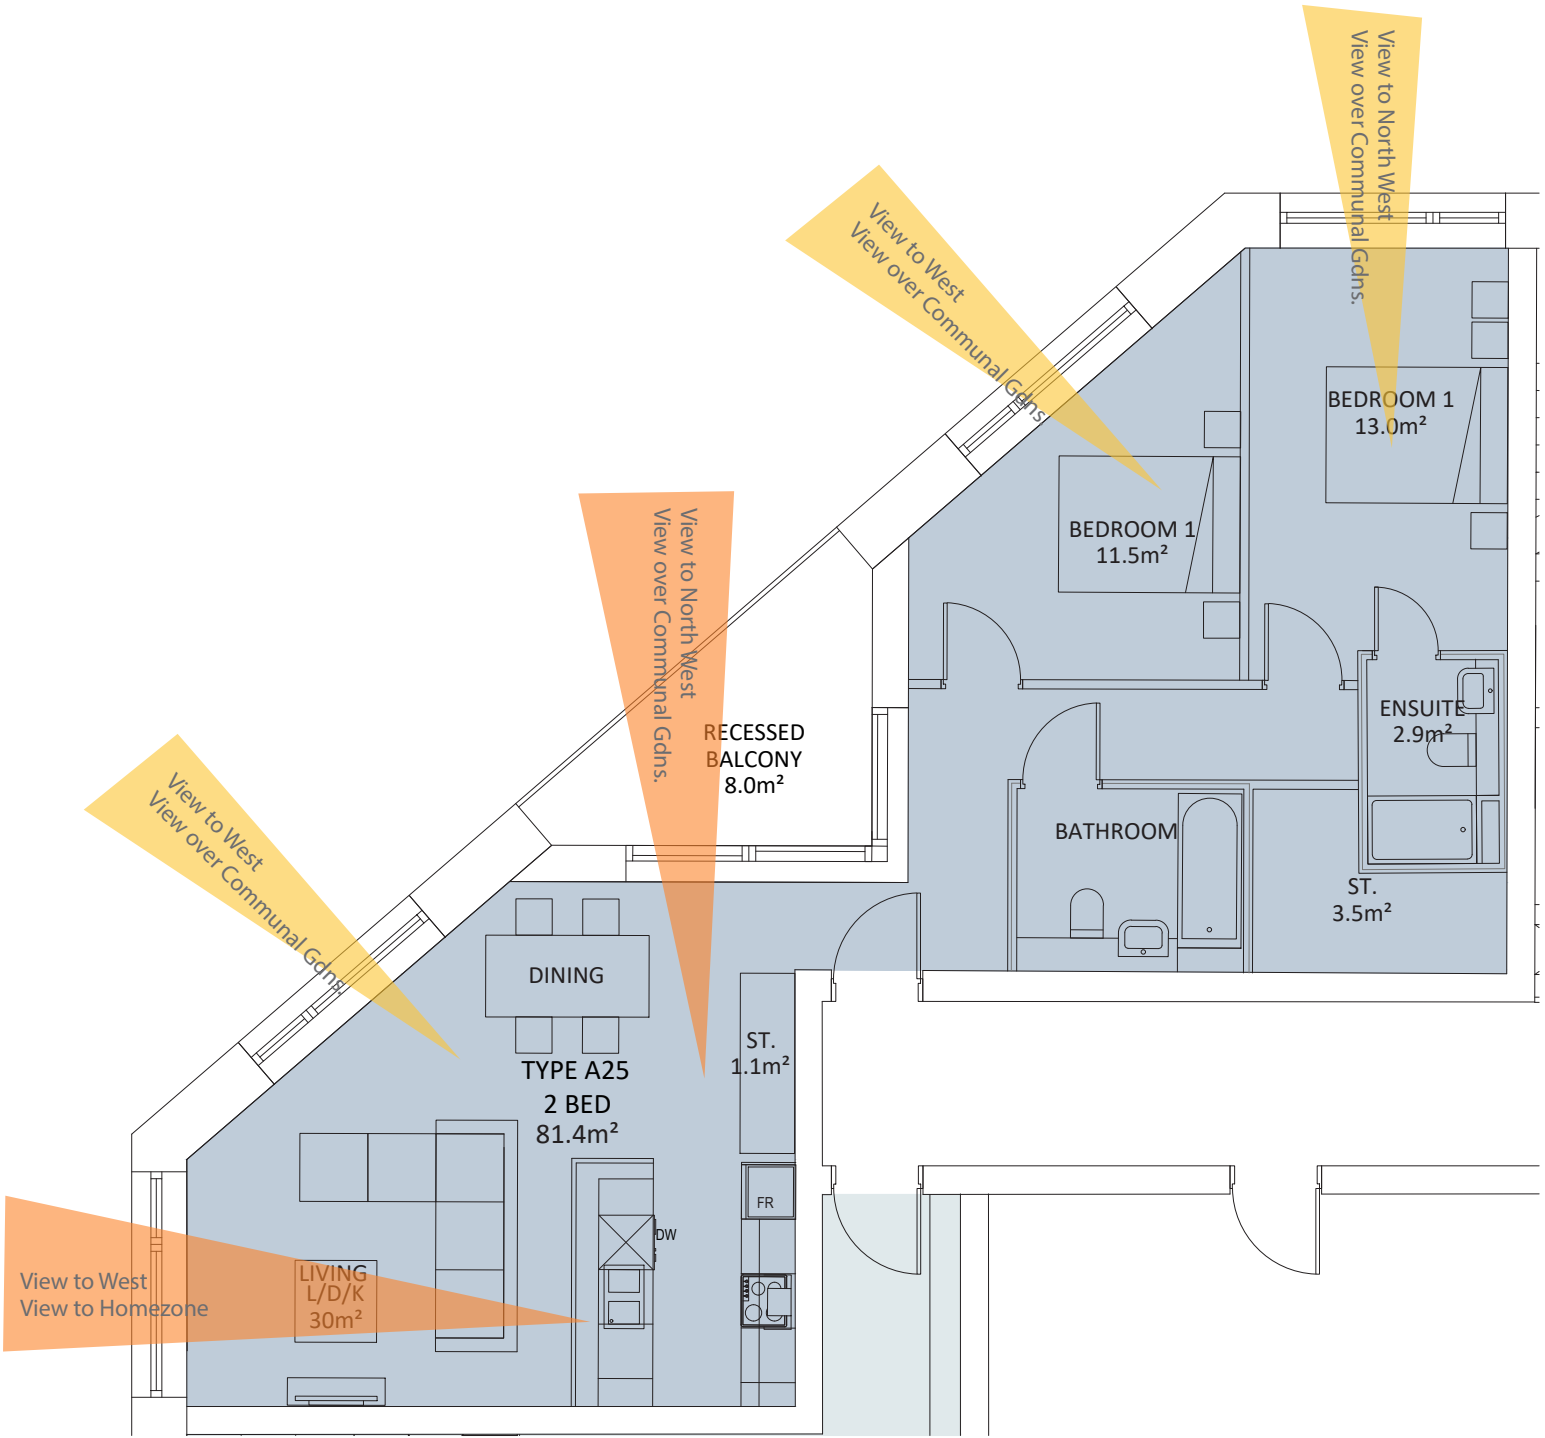 View to North West
View over Communal Gdns.
View to West
View over Communal Gdns.
BEDROOM 1
13.0m²
BEDROOM 1
11.5m²
View to North West
View over Communal Gdns.
RECESSED
BALCONY
8.0m²
ENSUITE
2.9m²
View to West
View over Communal Gdns.
BATHROOM
ST.
3.5m²
DINING
ST.
1.1m²
TYPE A25
2 BED
81.4m²
FR
DW
View to West
View to Homezone
LIVING
L/D/K
30m²